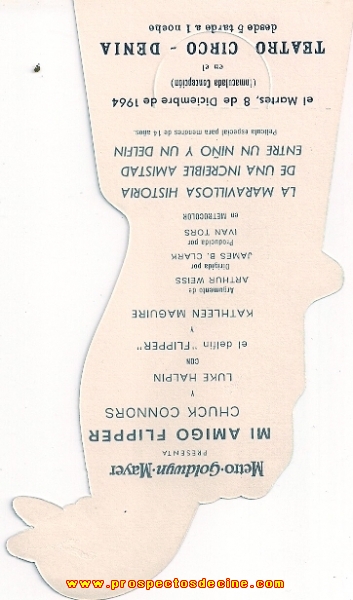 Metro-Goldwyn-Mayer
PRESENTA
MI AMIGO FLIPPER
CHUCK CONNORS
Y
LUKE HALPIN
CON
el delfín "FLIPPER"
Y
KATHLEEN MAGUIRE
Argumento de
ARTHUR WEISS
Dirigida por
JAMES B. CLARK
Producida por
IVAN TORS
en METROCOLOR
LA MARAVILLOSA HISTORIA
DE UNA INCREIBLE AMISTAD
ENTRE UN NIÑO Y UN DELFIN
Película especial para menores de 14 años.
el Martes, 8 de Diciembre de 1964
(Inmaculada Concepción)
en el
TEATRO CIRCO - DENIA
desde 5 tarde a 1 noche
www.prospectosdecine.com